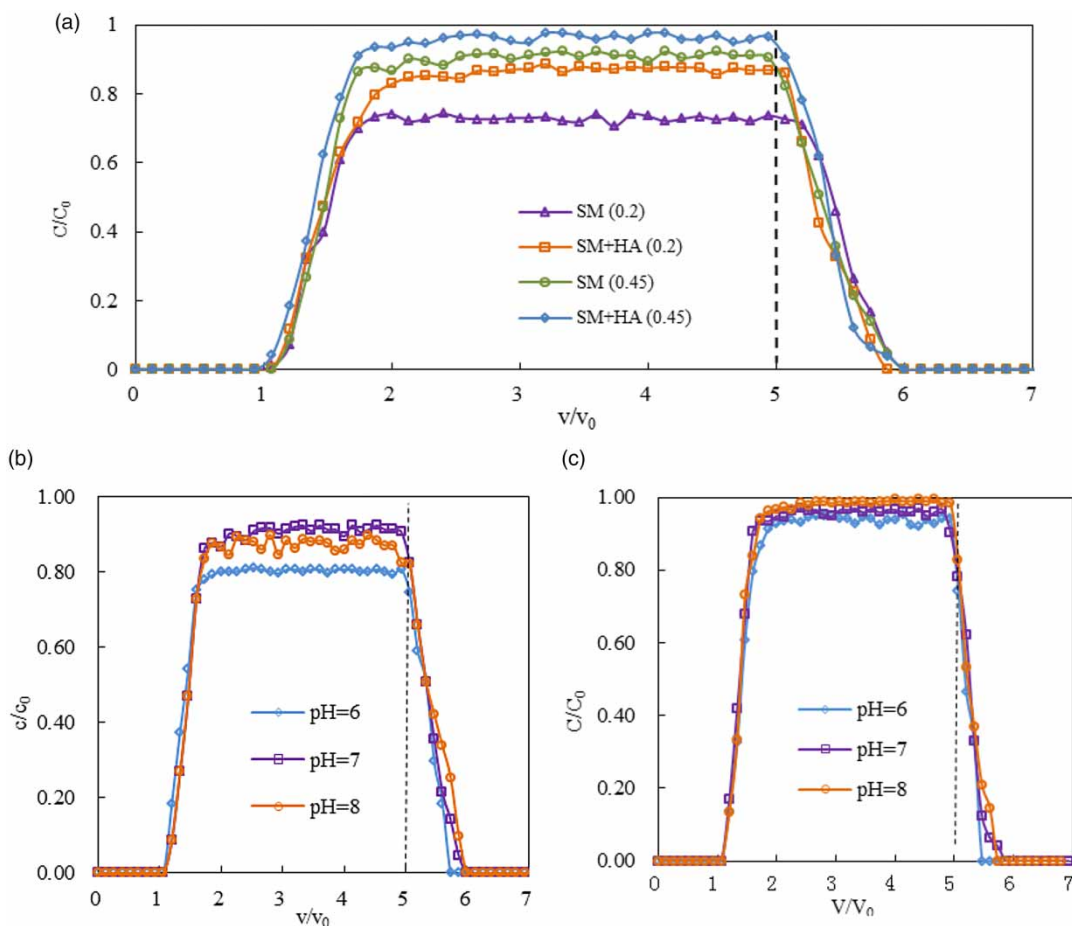 (a)
1
0.8
0.6
0.4
0.2
0
C/C0
SM (0.2)
SM+HA (0.2)
SM (0.45)
SM+HA (0.45)
0 1 2 3 4 5 6 7
v/v0
(b)
1.00
0.80
0.60
0.40
0.20
0.00
c/c0
pH=6
pH=7
pH=8
0 1 2 3 4 5 6 7
v/v0
(c)
1.00
0.80
0.60
0.40
0.20
0.00
C/C0
pH=6
pH=7
pH=8
0 1 2 3 4 5 6 7
V/V0